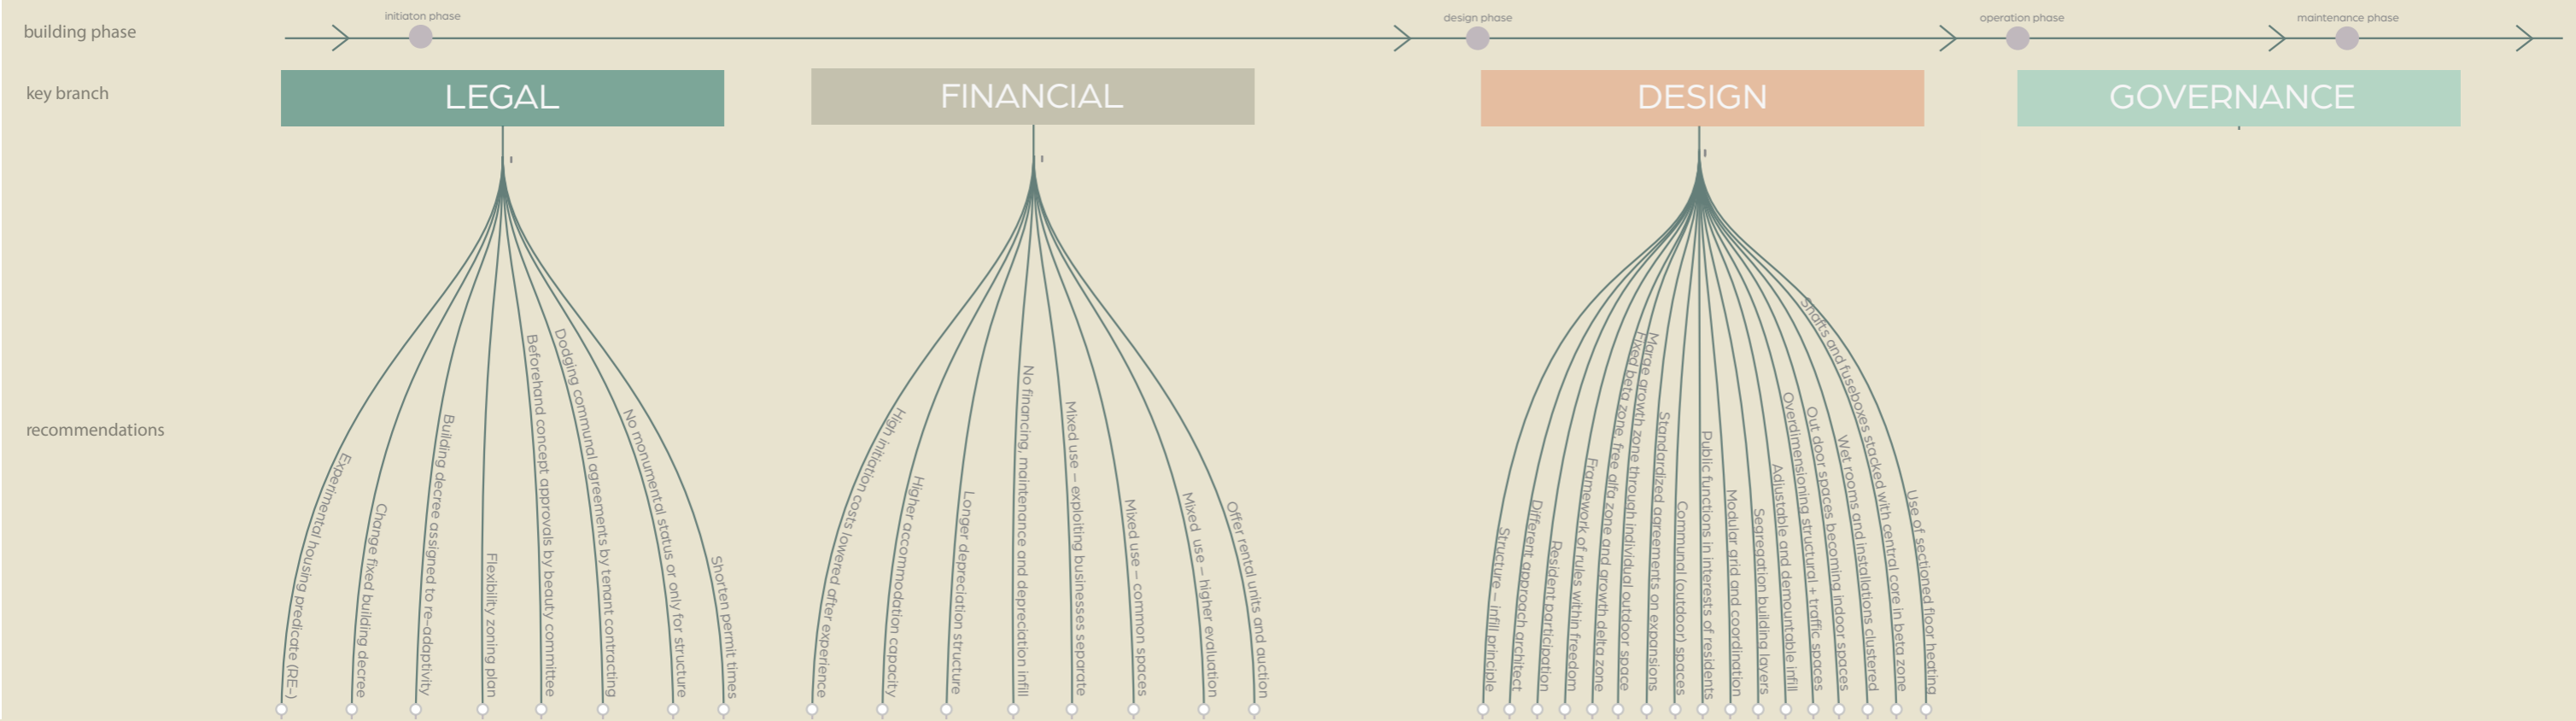 building phase
initiaton phase
design phase
operation phase
maintenance phase
key branch
LEGAL
FINANCIAL
DESIGN
GOVERNANCE
recommendations
Experimental housing predicate (RE-)
Change fixed building decree
Building decree assigned to re-adaptivity
Flexibility zoning plan
Beforehand concept approvals by beauty committee
Dodging communal agreements by tenant contracting
No monumental status or only for structure
Shorten permit times
High initiation costs lowered after experience
Higher accommodation capacity
Longer depreciation structure
No financing, maintenance and depreciation infill
Mixed use – exploiting businesses separate
Mixed use – common spaces
Mixed use – higher evaluation
Offer rental units and auction
Structure – infill principle
Different approach architect
Resident participation
Framework of rules within freedom
Fixed beta zone, free alfa zone and growth delta zone
Marge growth zone through individual outdoor space
Standardized agreements on expansions
Communal (outdoor) spaces
Public functions in interests of residents
Modular grid and coordination
Segregation building layers
Adjustable and demountable infill
Overdimensioning structural + traffic spaces
Out door spaces becoming indoor spaces
Wet rooms and installations clustered
Shafts and fuseboxes stacked with central core in beta zone
Use of sectioned floor heating